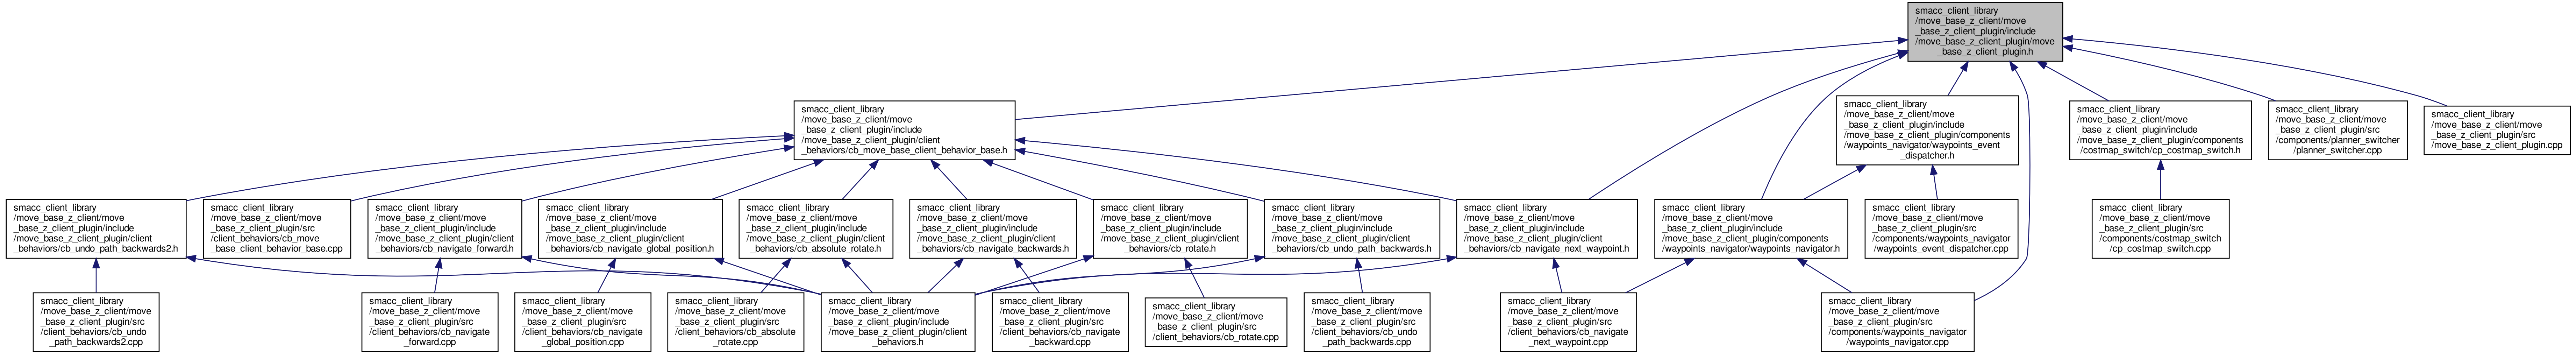 smacc_client_library
/move_base_z_client/move
_base_z_client_plugin/include
/move_base_z_client_plugin/move
_base_z_client_plugin.h
smacc_client_library
/move_base_z_client/move
_base_z_client_plugin/include
/move_base_z_client_plugin/client
_behaviors/cb_move_base_client_behavior_base.h
smacc_client_library
/move_base_z_client/move
_base_z_client_plugin/include
/move_base_z_client_plugin/components
/waypoints_navigator/waypoints_event
_dispatcher.h
smacc_client_library
/move_base_z_client/move
_base_z_client_plugin/include
/move_base_z_client_plugin/components
/costmap_switch/cp_costmap_switch.h
smacc_client_library
/move_base_z_client/move
_base_z_client_plugin/src
/components/planner_switcher
/planner_switcher.cpp
smacc_client_library
/move_base_z_client/move
_base_z_client_plugin/src
/move_base_z_client_plugin.cpp
smacc_client_library
/move_base_z_client/move
_base_z_client_plugin/include
/move_base_z_client_plugin/client
_behaviors/cb_undo_path_backwards2.h
smacc_client_library
/move_base_z_client/move
_base_z_client_plugin/src
/client_behaviors/cb_move
_base_client_behavior_base.cpp
smacc_client_library
/move_base_z_client/move
_base_z_client_plugin/include
/move_base_z_client_plugin/client
_behaviors/cb_navigate_forward.h
smacc_client_library
/move_base_z_client/move
_base_z_client_plugin/include
/move_base_z_client_plugin/client
_behaviors/cb_navigate_global_position.h
smacc_client_library
/move_base_z_client/move
_base_z_client_plugin/include
/move_base_z_client_plugin/client
_behaviors/cb_absolute_rotate.h
smacc_client_library
/move_base_z_client/move
_base_z_client_plugin/include
/move_base_z_client_plugin/client
_behaviors/cb_navigate_backwards.h
smacc_client_library
/move_base_z_client/move
_base_z_client_plugin/include
/move_base_z_client_plugin/client
_behaviors/cb_rotate.h
smacc_client_library
/move_base_z_client/move
_base_z_client_plugin/include
/move_base_z_client_plugin/client
_behaviors/cb_undo_path_backwards.h
smacc_client_library
/move_base_z_client/move
_base_z_client_plugin/include
/move_base_z_client_plugin/client
_behaviors/cb_navigate_next_waypoint.h
smacc_client_library
/move_base_z_client/move
_base_z_client_plugin/include
/move_base_z_client_plugin/components
/waypoints_navigator/waypoints_navigator.h
smacc_client_library
/move_base_z_client/move
_base_z_client_plugin/src
/components/waypoints_navigator
/waypoints_event_dispatcher.cpp
smacc_client_library
/move_base_z_client/move
_base_z_client_plugin/src
/components/costmap_switch
/cp_costmap_switch.cpp
smacc_client_library
/move_base_z_client/move
_base_z_client_plugin/src
/client_behaviors/cb_undo
_path_backwards2.cpp
smacc_client_library
/move_base_z_client/move
_base_z_client_plugin/src
/client_behaviors/cb_navigate
_forward.cpp
smacc_client_library
/move_base_z_client/move
_base_z_client_plugin/src
/client_behaviors/cb_navigate
_global_position.cpp
smacc_client_library
/move_base_z_client/move
_base_z_client_plugin/src
/client_behaviors/cb_absolute
_rotate.cpp
smacc_client_library
/move_base_z_client/move
_base_z_client_plugin/include
/move_base_z_client_plugin/client
_behaviors.h
smacc_client_library
/move_base_z_client/move
_base_z_client_plugin/src
/client_behaviors/cb_navigate
_backward.cpp
smacc_client_library
/move_base_z_client/move
_base_z_client_plugin/src
/client_behaviors/cb_rotate.cpp
smacc_client_library
/move_base_z_client/move
_base_z_client_plugin/src
/client_behaviors/cb_undo
_path_backwards.cpp
smacc_client_library
/move_base_z_client/move
_base_z_client_plugin/src
/client_behaviors/cb_navigate
_next_waypoint.cpp
smacc_client_library
/move_base_z_client/move
_base_z_client_plugin/src
/components/waypoints_navigator
/waypoints_navigator.cpp